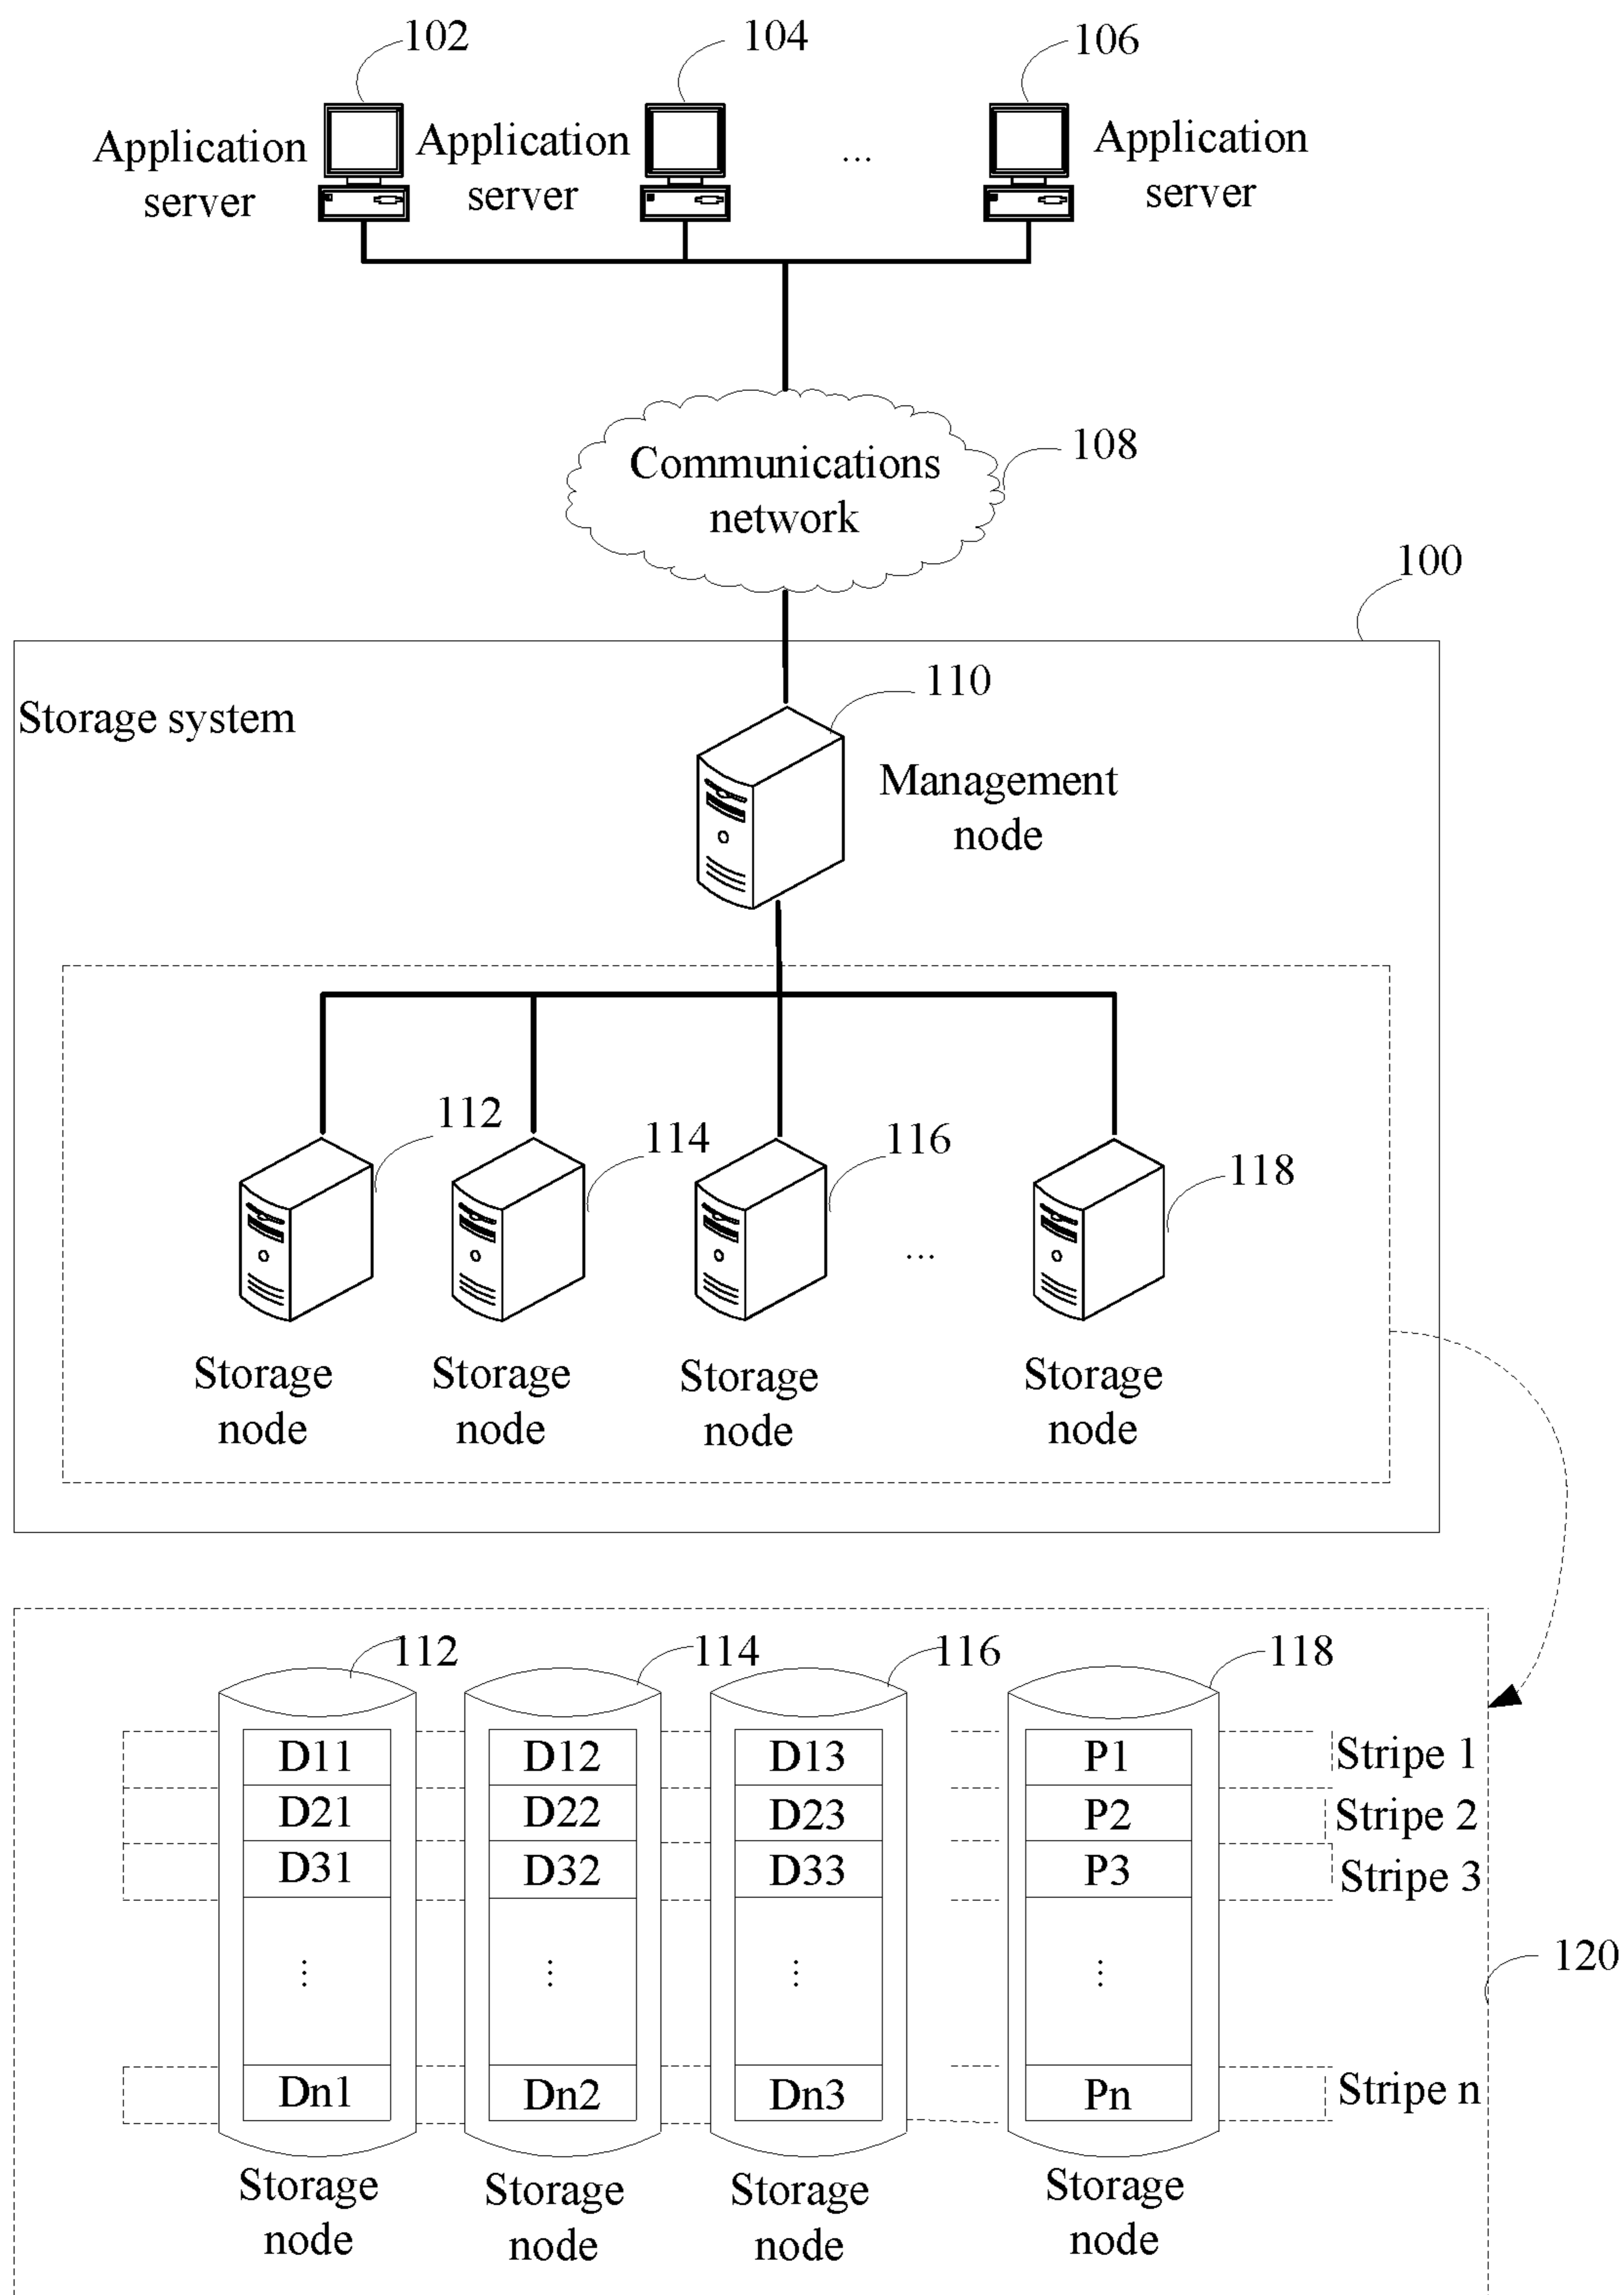 102
104
106
Application
server
Application
server
...
Application
server
Communications
network
108
100
Storage system
110
Management
node
112
114
116
118
...
Storage
node
Storage
node
Storage
node
Storage
node
112
114
116
118
D11
D12
D13
P1
Stripe 1
D21
D22
D23
P2
Stripe 2
D31
D32
D33
P3
Stripe 3
⋮
⋮
⋮
⋮
120
Dn1
Dn2
Dn3
Pn
Stripe n
Storage
node
Storage
node
Storage
node
Storage
node